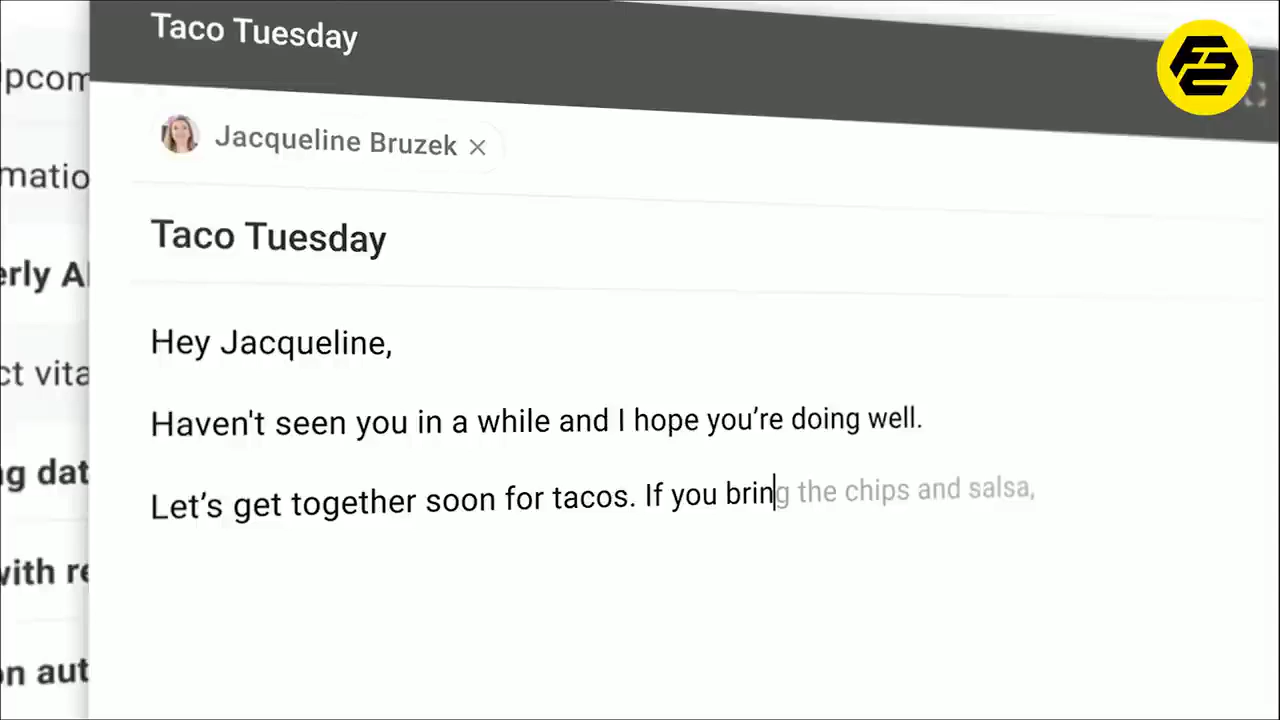 Taco Tuesday
Jacqueline Bruzek
Taco Tuesday
Hey Jacqueline,
Haven't seen you in a while and I hope you’re doing well.
Let’s get together soon for tacos. If you bring the chips and salsa,
with